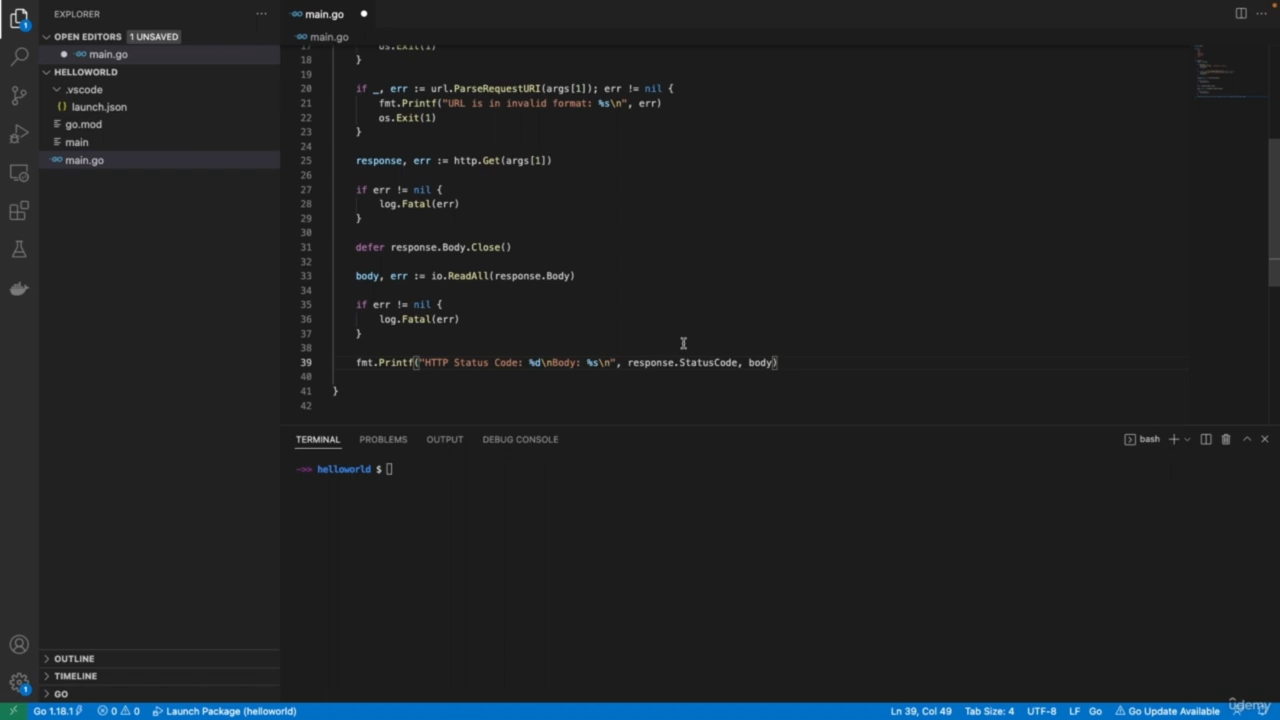 EXPLORER
main.go
OPEN EDITORS 1 UNSAVED
main.go
main.go
HELLOWORLD
.vscode
launch.json
go.mod
main
main.go
17 os.Exit(1)
18 }
19
20 if _, err := url.ParseRequestURI(args[1]); err != nil {
21 fmt.Printf("URL is in invalid format: %s\n", err)
22 os.Exit(1)
23 }
24
25 response, err := http.Get(args[1])
26
27 if err != nil {
28 log.Fatal(err)
29 }
30
31 defer response.Body.Close()
32
33 body, err := io.ReadAll(response.Body)
34
35 if err != nil {
36 log.Fatal(err)
37 }
38
39 fmt.Printf("HTTP Status Code: %d\nBody: %s\n", response.StatusCode, body)
40
41 }
42
TERMINAL PROBLEMS OUTPUT DEBUG CONSOLE
bash
helloworld $
OUTLINE
TIMELINE
GO
Go 1.18.1 0 0 Launch Package (helloworld) Ln 39, Col 49 Tab Size: 4 UTF-8 LF Go Go Update Available
udemy